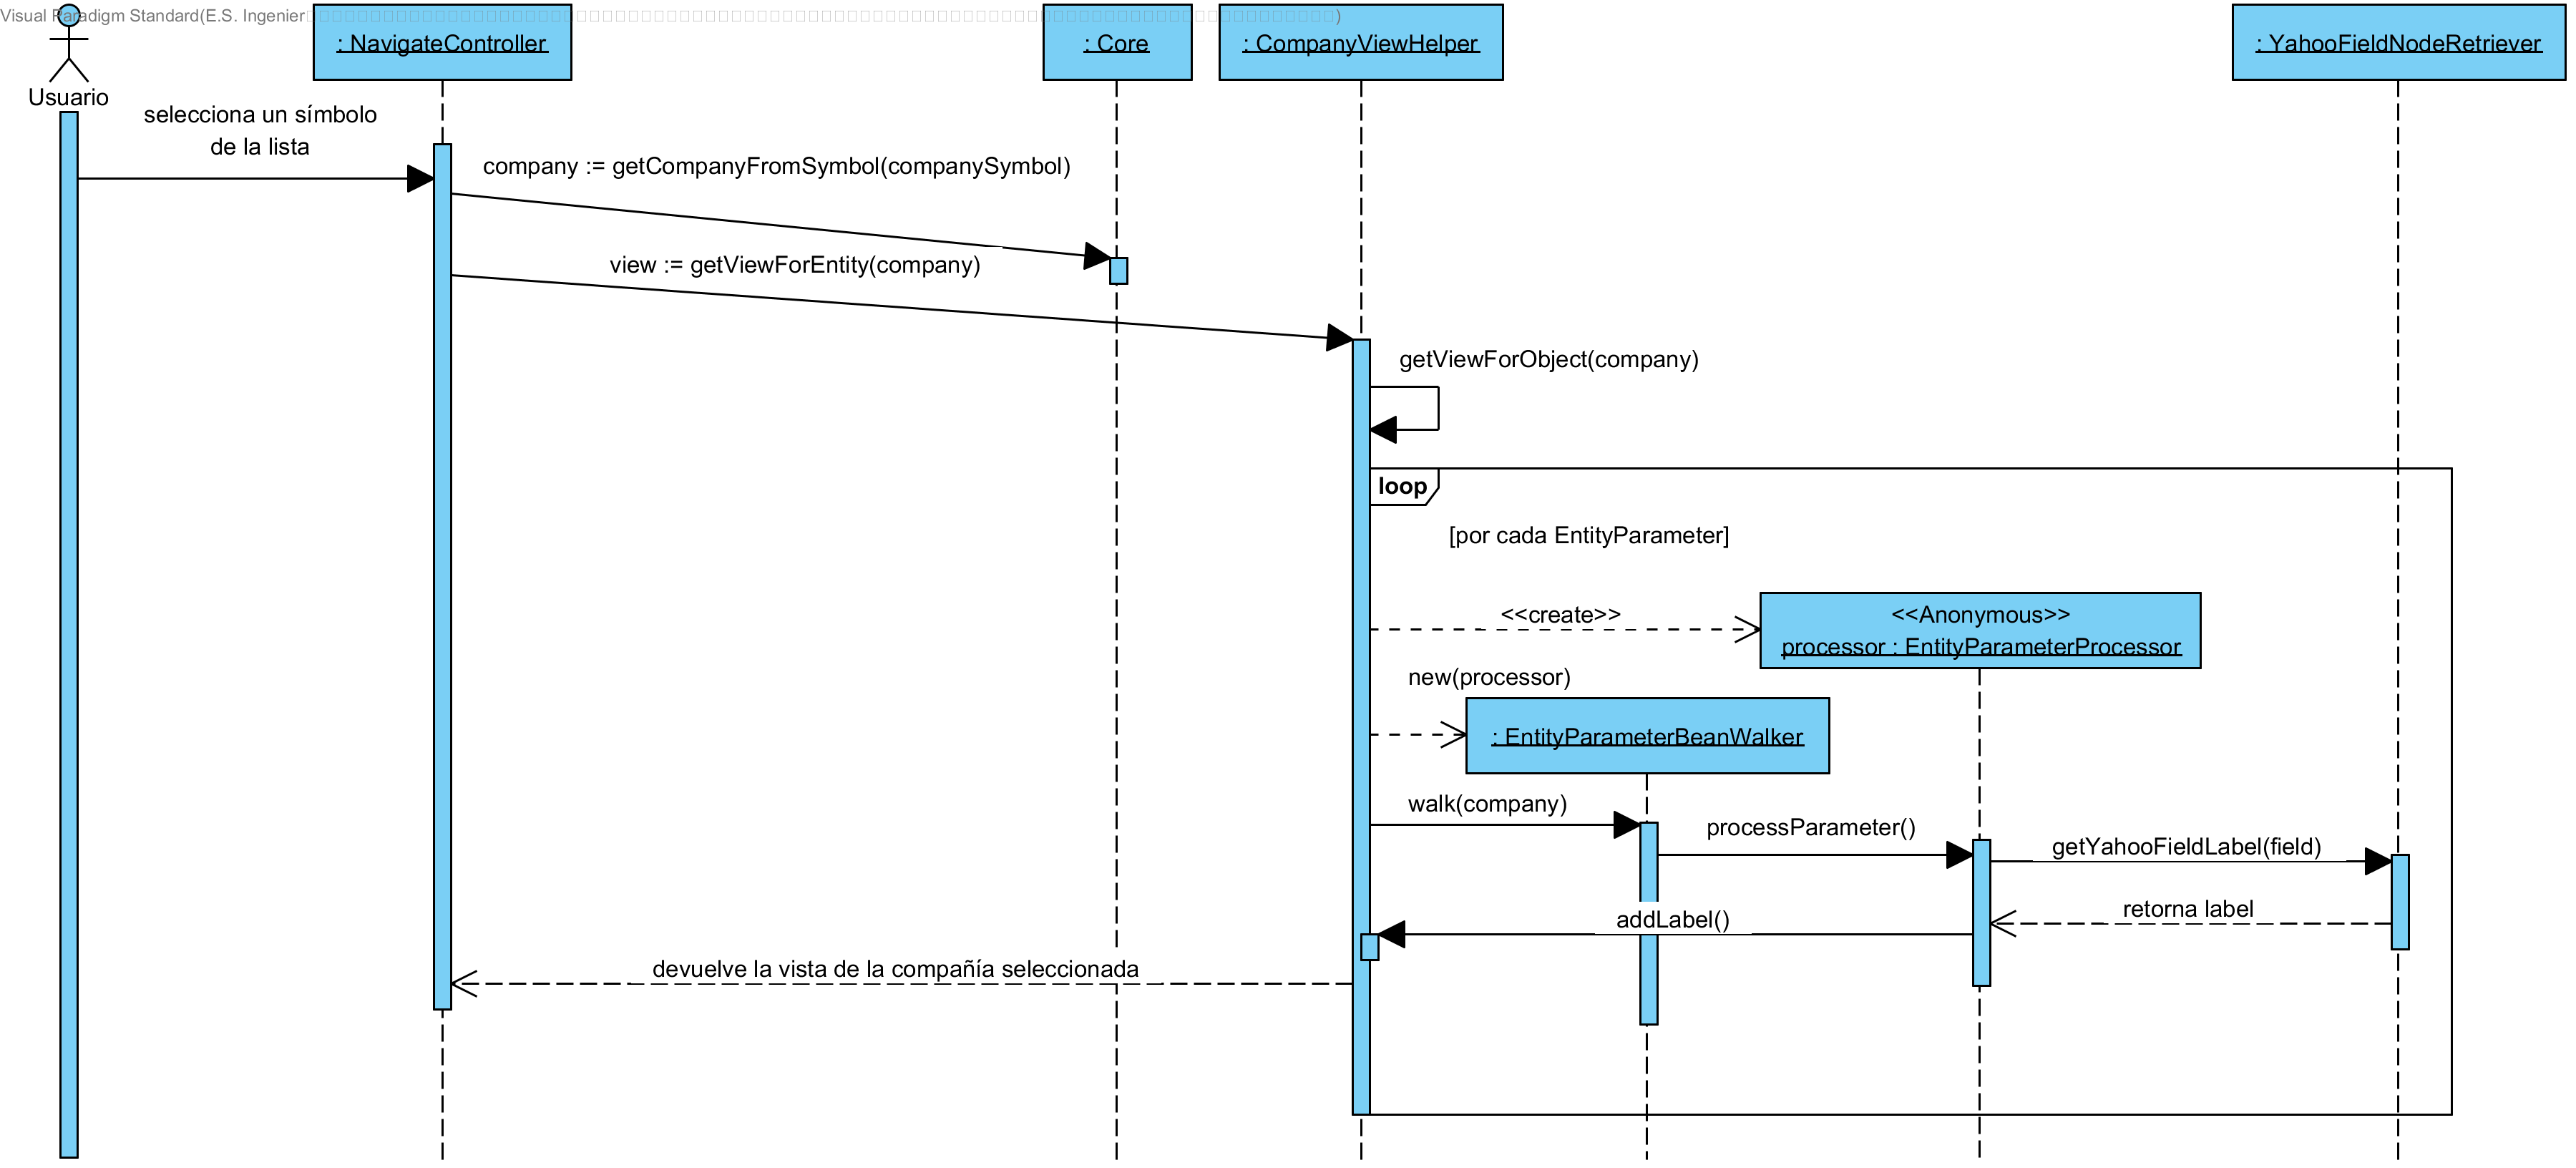 Visual Paradigm Standard(E.S. Ingenier
Usuario
: NavigateController
: Core
: CompanyViewHelper
: YahooFieldNodeRetriever
selecciona un símbolo
de la lista
company := getCompanyFromSymbol(companySymbol)
view := getViewForEntity(company)
getViewForObject(company)
loop
[por cada EntityParameter]
<<create>>
<<Anonymous>>
processor : EntityParameterProcessor
new(processor)
: EntityParameterBeanWalker
walk(company)
processParameter()
getYahooFieldLabel(field)
retorna label
addLabel()
devuelve la vista de la compañía seleccionada